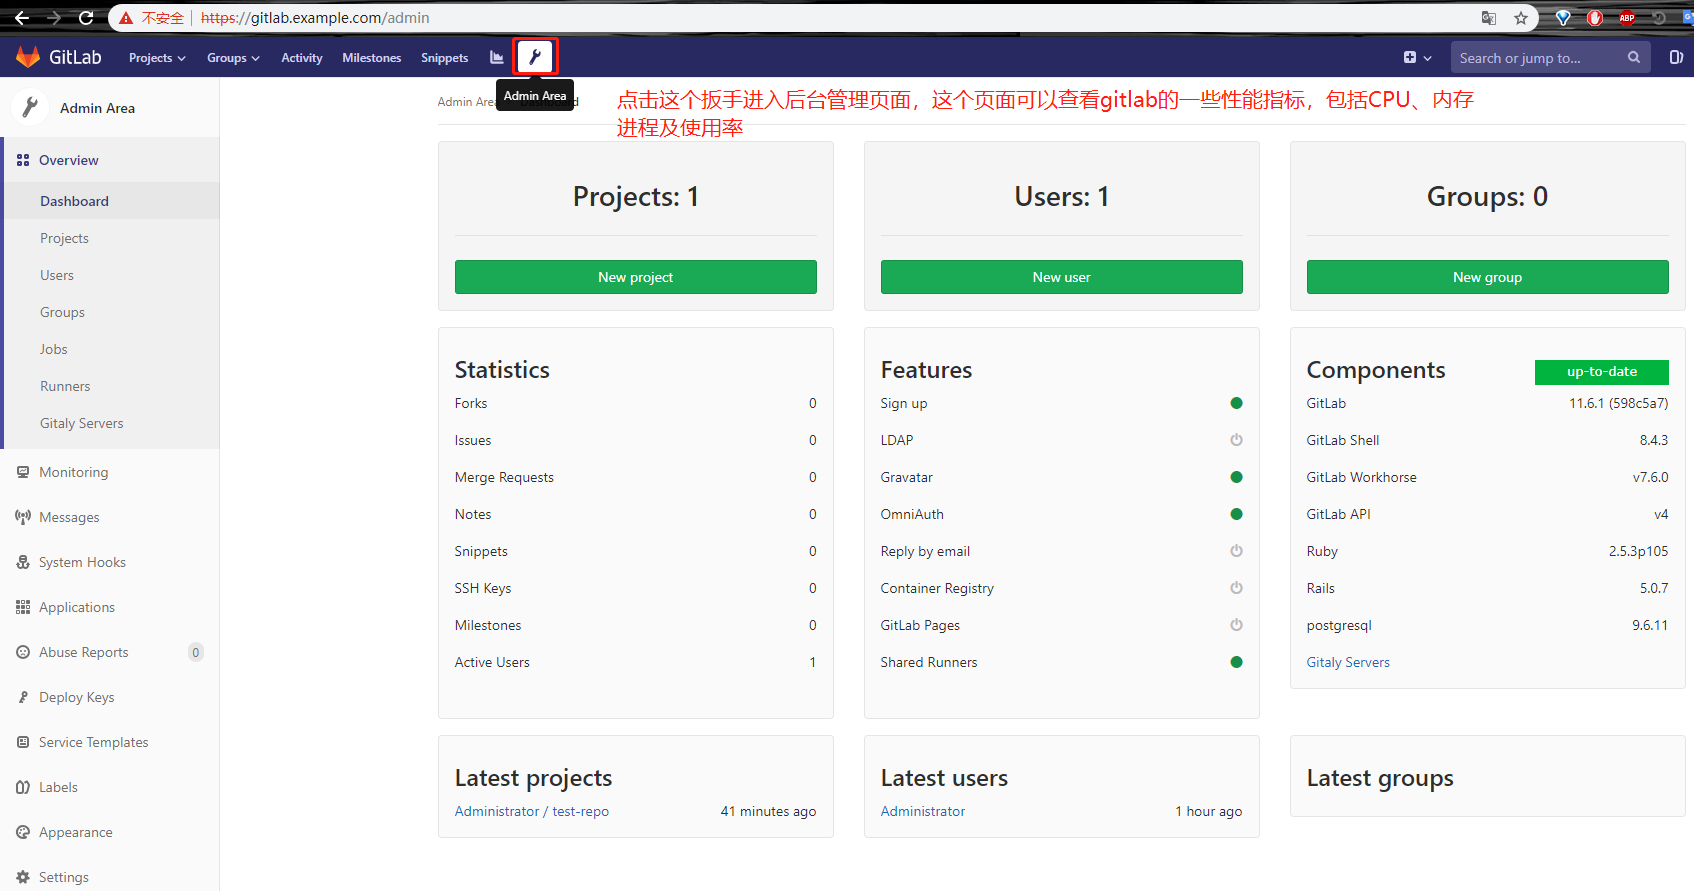 不安全 https://gitlab.example.com/admin ABP
GitLab Projects Groups Activity Milestones Snippets Search or jump to...
Admin Area
Admin Area
点击这个扳手进入后台管理页面，这个页面可以查看gitlab的一些性能指标，包括CPU、内存
进程及使用率
Admin Area
Overview
Dashboard
Projects
Users
Groups
Jobs
Runners
Gitaly Servers
Monitoring
Messages
System Hooks
Applications
Abuse Reports 0
Deploy Keys
Service Templates
Labels
Appearance
Settings
Projects: 1
New project
Users: 1
New user
Groups: 0
New group
Statistics
Forks 0
Issues 0
Merge Requests 0
Notes 0
Snippets 0
SSH Keys 0
Milestones 0
Active Users 1
Features
Sign up
LDAP
Gravatar
OmniAuth
Reply by email
Container Registry
GitLab Pages
Shared Runners
Components up-to-date
GitLab 11.6.1 (598c5a7)
GitLab Shell 8.4.3
GitLab Workhorse v7.6.0
GitLab API v4
Ruby 2.5.3p105
Rails 5.0.7
postgresql 9.6.11
Gitaly Servers
Latest projects
Administrator / test-repo 41 minutes ago
Latest users
Administrator 1 hour ago
Latest groups